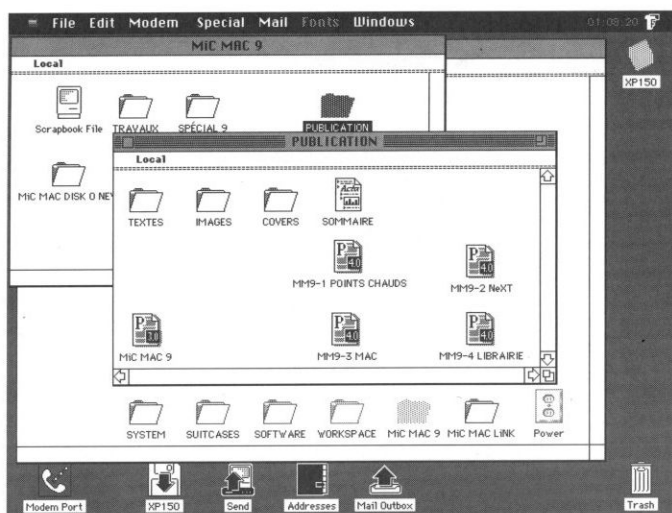 File Edit Modem Special Mail Fonts Windows 01:09:20
MiC MAC 9
Local
XP150
Scrapbook File TRAVAUX SPÉCIAL 9 PUBLICATION
PUBLICATION
Local
MiC MAC DISK O NE
TEXTES IMAGES COVERS SOMMAIRE
MM9-1 POINTS CHAUDS MM9-2 NeXT
MiC MAC 9 MM9-3 MAC MM9-4 LIBRAIRIE
SYSTEM SUITCASES SOFTWARE WORKSPACE MiC MAC 9 MiC MAC LiNK Power
Modem Port XP150 Send Addresses Mail Outbox Trash